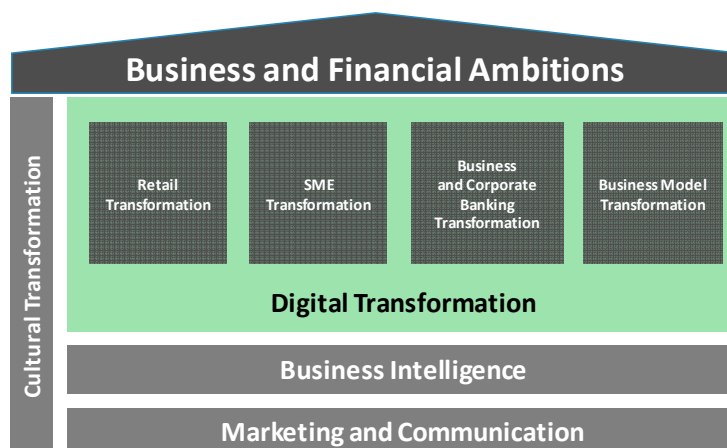 Business and Financial Ambitions
Cultural Transformation
Retail
Transformation
SME
Transformation
Business
and Corporate
Banking
Transformation
Business Model
Transformation
Digital Transformation
Business Intelligence
Marketing and Communication